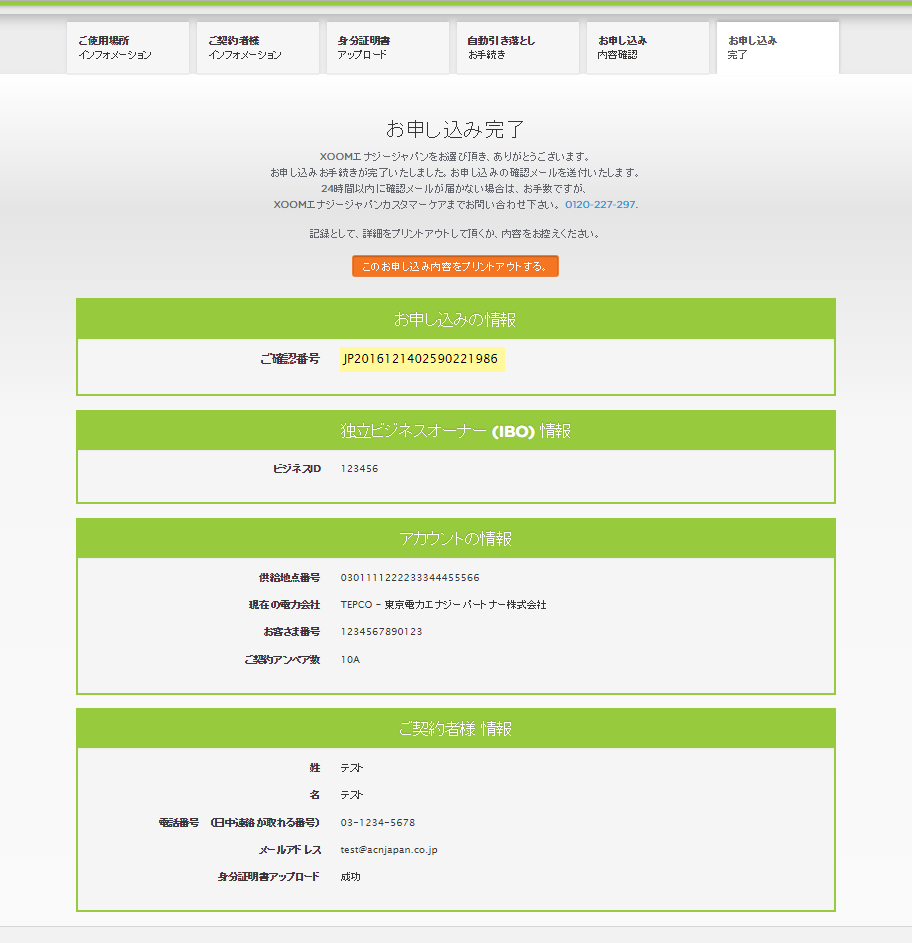 ご使用場所
インフォメーション
ご契約者様
インフォメーション
身分証明書
アップロード
自動引き落とし
お手続き
お申し込み
内容確認
お申し込み
完了
お申し込み完了
XOOMエナジージャパンをお選び頂き、ありがとうございます。
お申し込みお手続きが完了いたしました。お申し込みの確認メールを送付いたします。
24時間以内に確認メールが届かない場合は、お手数ですが、
XOOMエナジージャパンカスタマーケアまでお問い合わせ下さい。 0120-227-297.
記録として、詳細をプリントアウトして頂くか、内容をお控えください。
このお申し込み内容をプリントアウトする。
お申し込みの情報
ご確認番号 JP2016121402590221986
独立ビジネスオーナー (IBO) 情報
ビジネスID 123456
アカウントの情報
供給地点番号 0301111222233344455566
現在の電力会社 TEPCO - 東京電力エナジーパートナー株式会社
お客さま番号 1234567890123
ご契約アンペア数 10A
ご契約者様 情報
姓 テスト
名 テスト
電話番号 (日中連絡が取れる番号) 03-1234-5678
メールアドレス test@acnjapan.co.jp
身分証明書アップロード 成功